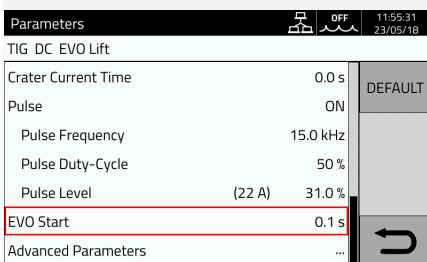 Parameters OFF 11:55:31
23/05/18
TIG DC EVO Lift
Crater Current Time 0.0 s
DEFAULT
Pulse ON
Pulse Frequency 15.0 kHz
Pulse Duty-Cycle 50 %
Pulse Level (22 A) 31.0 %
EVO Start 0.1 s
Advanced Parameters ...